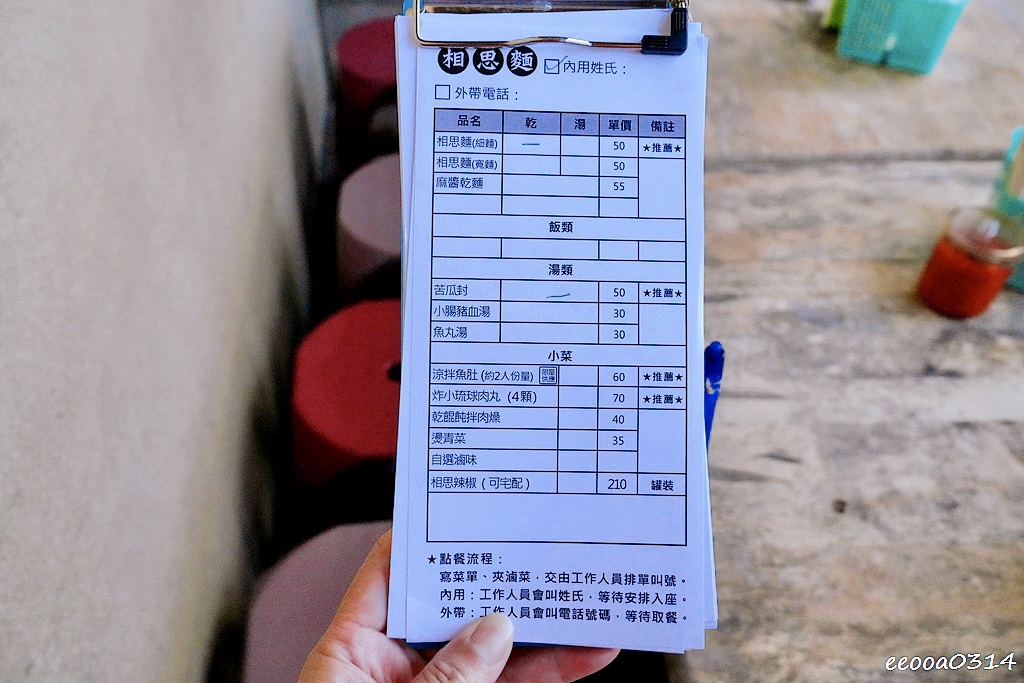 相思麵 ☑內用姓氏：
□外帶電話：
品名 乾 湯 單價 備註
相思麵(細麵) 一 50 ★推薦★
相思麵(寬麵) 50
麻醬乾麵 55
飯類
湯類
苦瓜封 一 50 ★推薦★
小腸豬血湯 30
魚丸湯 30
小菜
涼拌魚肚(約2人份量) 限量供應 60 ★推薦★
炸小琉球肉丸（4顆） 70 ★推薦★
乾餛飩拌肉燥 40
燙青菜 35
自選滷味
相思辣椒（可宅配） 210 罐裝
★點餐流程：
寫菜單、夾滷菜，交由工作人員排單叫號。
內用：工作人員會叫姓氏，等待安排入座。
外帶：工作人員會叫電話號碼，等待取餐。
eeooa0314